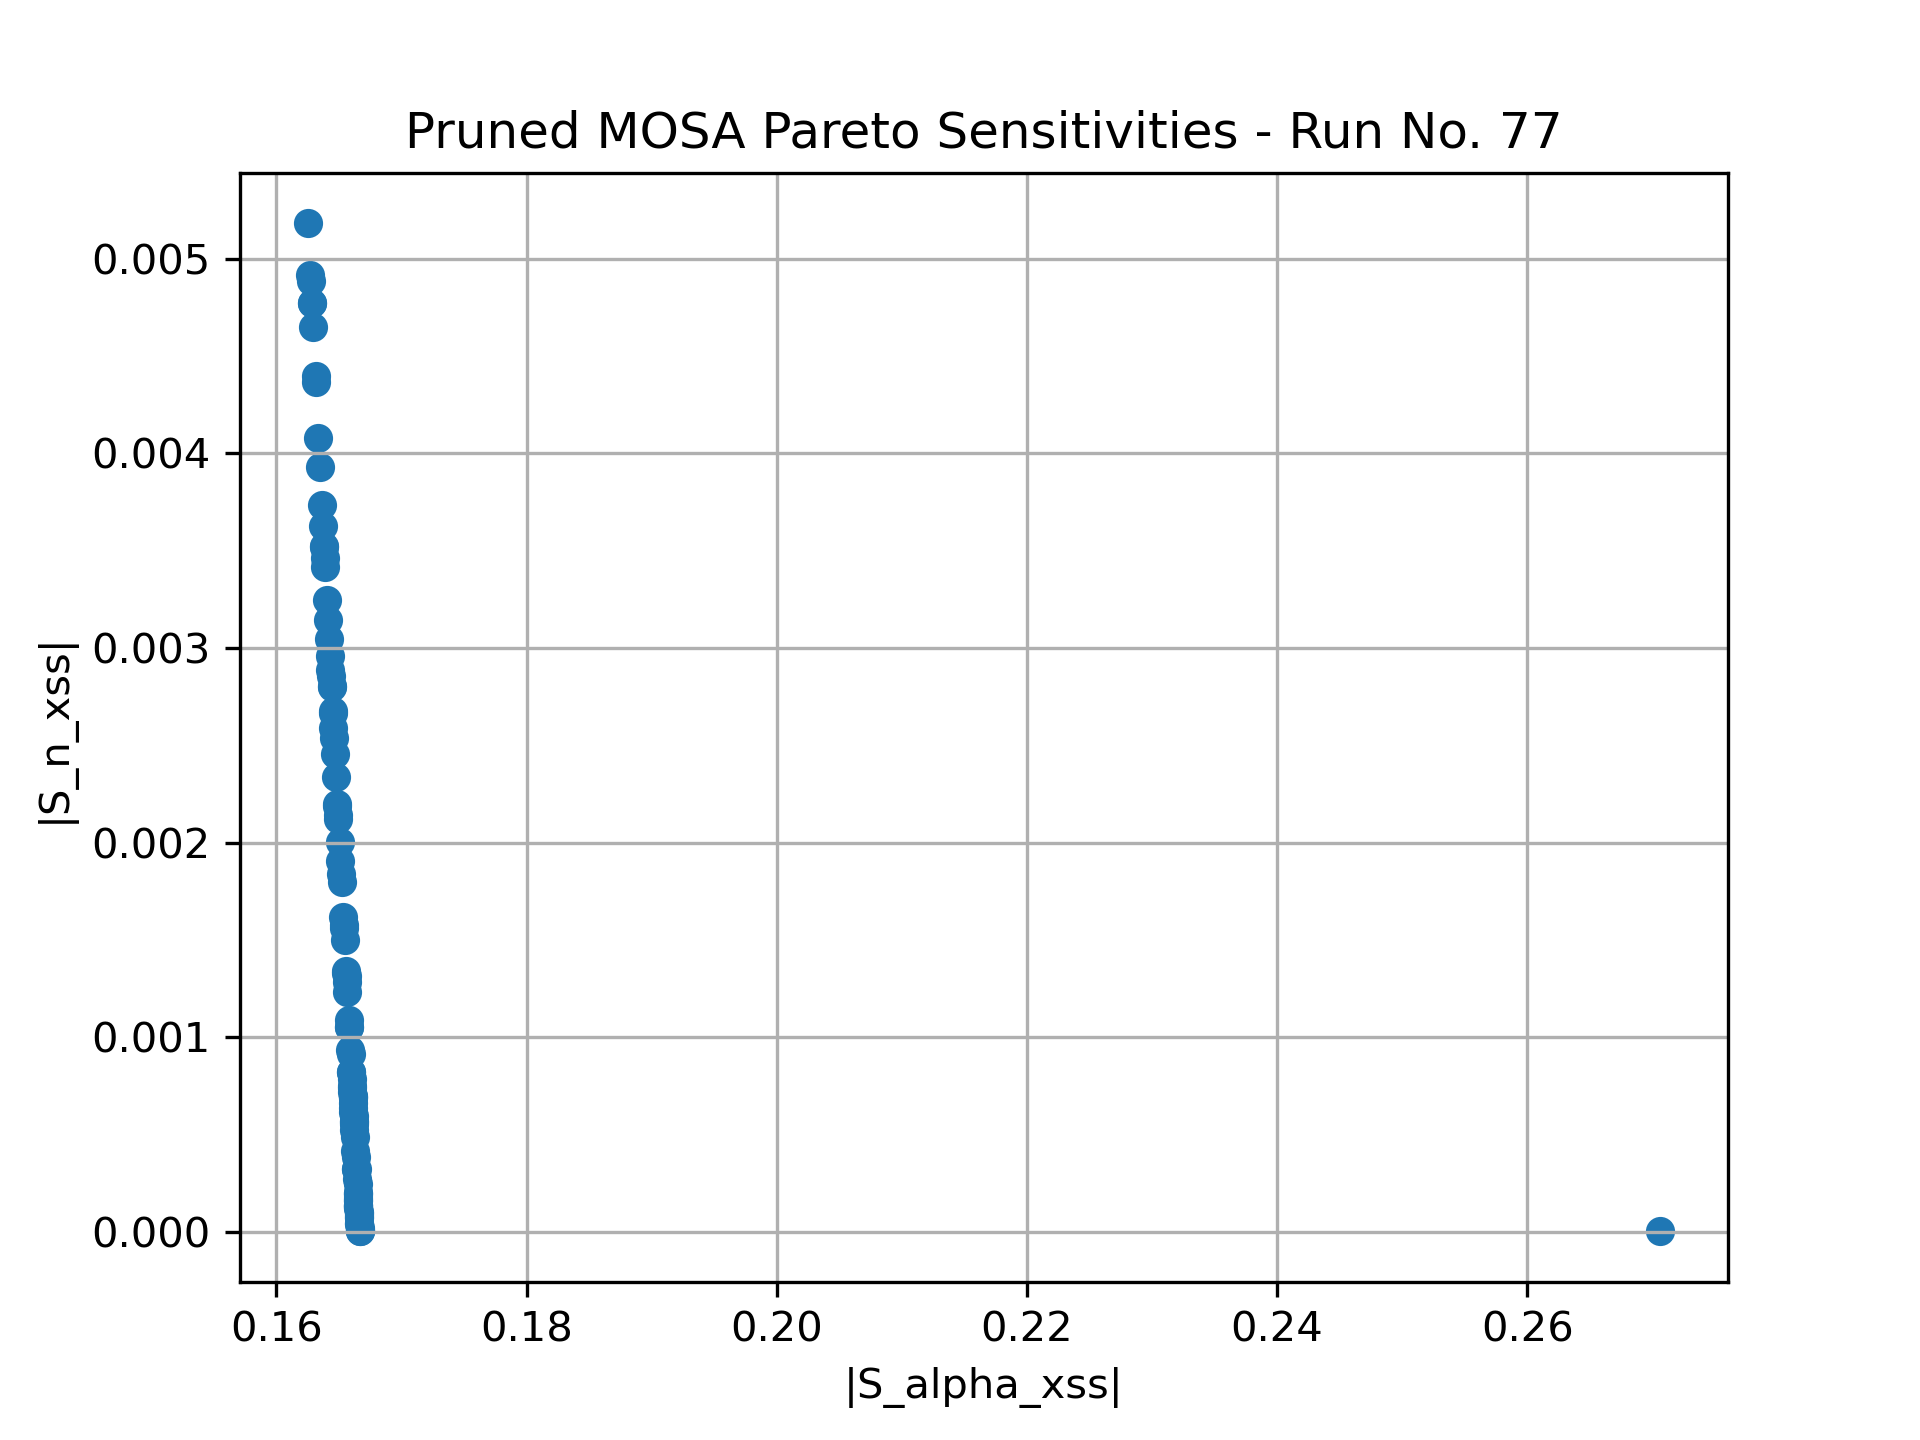 Pruned MOSA Pareto Sensitivities - Run No. 77
|S_n_xss|
0.005
0.004
0.003
0.002
0.001
0.000
0.16 0.18 0.20 0.22 0.24 0.26
|S_alpha_xss|